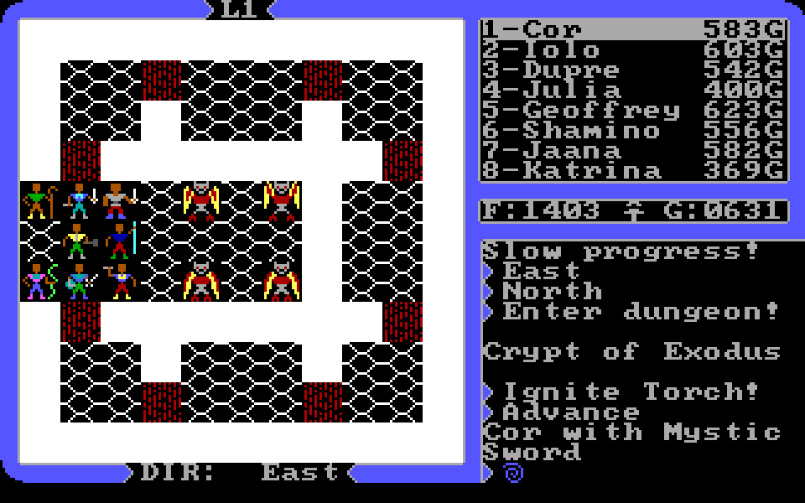 L1
1-Cor 583G
2-Iolo 603G
3-Dupre 542G
4-Julia 400G
5-Geoffrey 623G
6-Shamino 556G
7-Jaana 582G
8-Katrina 369G
F:1403 G:0631
Slow progress!
East
North
Enter dungeon!
Crypt of Exodus
Ignite Torch!
Advance
Cor with Mystic
Sword
DIR: East